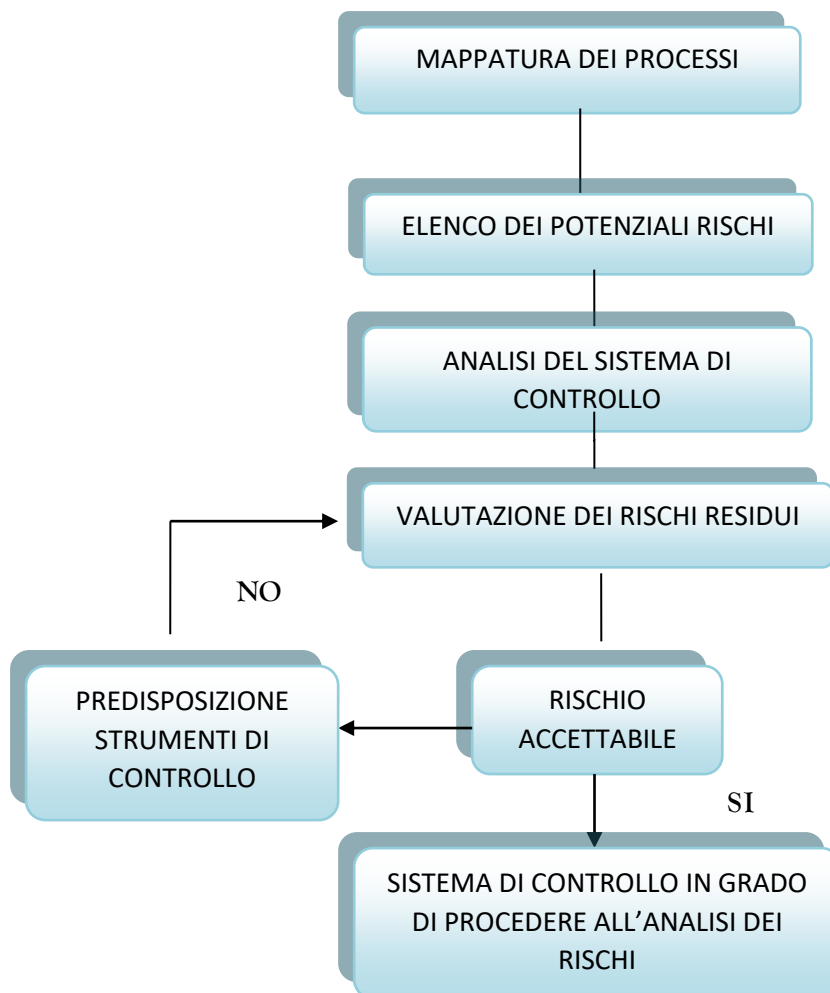 MAPPATURA DEI PROCESSI
ELENCO DEI POTENZIALI RISCHI
ANALISI DEL SISTEMA DI
CONTROLLO
VALUTAZIONE DEI RISCHI RESIDUI
NO
PREDISPOSIZIONE
STRUMENTI DI
CONTROLLO
RISCHIO
ACCETTABILE
SI
SISTEMA DI CONTROLLO IN GRADO
DI PROCEDERE ALL’ANALISI DEI
RISCHI